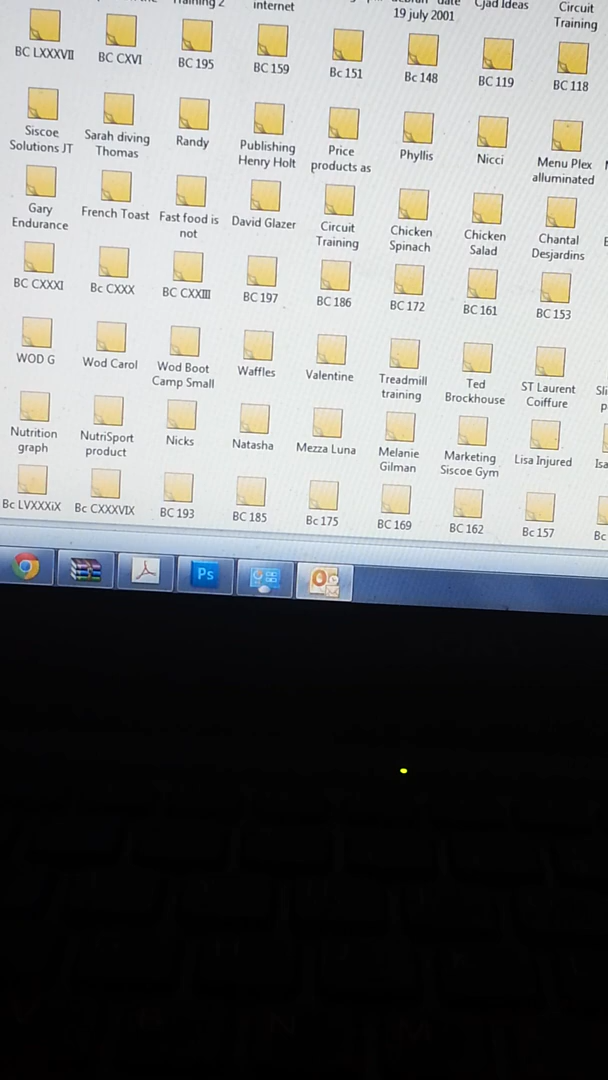 Training 2
internet
19 july 2001
Cjad Ideas
Circuit
Training
BC LXXXVII
BC CXVI
BC 195
BC 159
Bc 151
Bc 148
BC 119
BC 118
Siscoe
Solutions JT
Sarah diving
Thomas
Randy
Publishing
Henry Holt
Price
products as
Phyllis
Nicci
Menu Plex
alluminated
Gary
Endurance
French Toast
Fast food is
not
David Glazer
Circuit
Training
Chicken
Spinach
Chicken
Salad
Chantal
Desjardins
BC CXXXI
Bc CXXX
BC CXXIII
BC 197
BC 186
BC 172
BC 161
BC 153
WOD G
Wod Carol
Wod Boot
Camp Small
Waffles
Valentine
Treadmill
training
Ted
Brockhouse
ST Laurent
Coiffure
Nutrition
graph
NutriSport
product
Nicks
Natasha
Mezza Luna
Melanie
Gilman
Marketing
Siscoe Gym
Lisa Injured
Bc LVXXXiX
Bc CXXXVIX
BC 193
BC 185
Bc 175
BC 169
BC 162
Bc 157
Bc
Ps